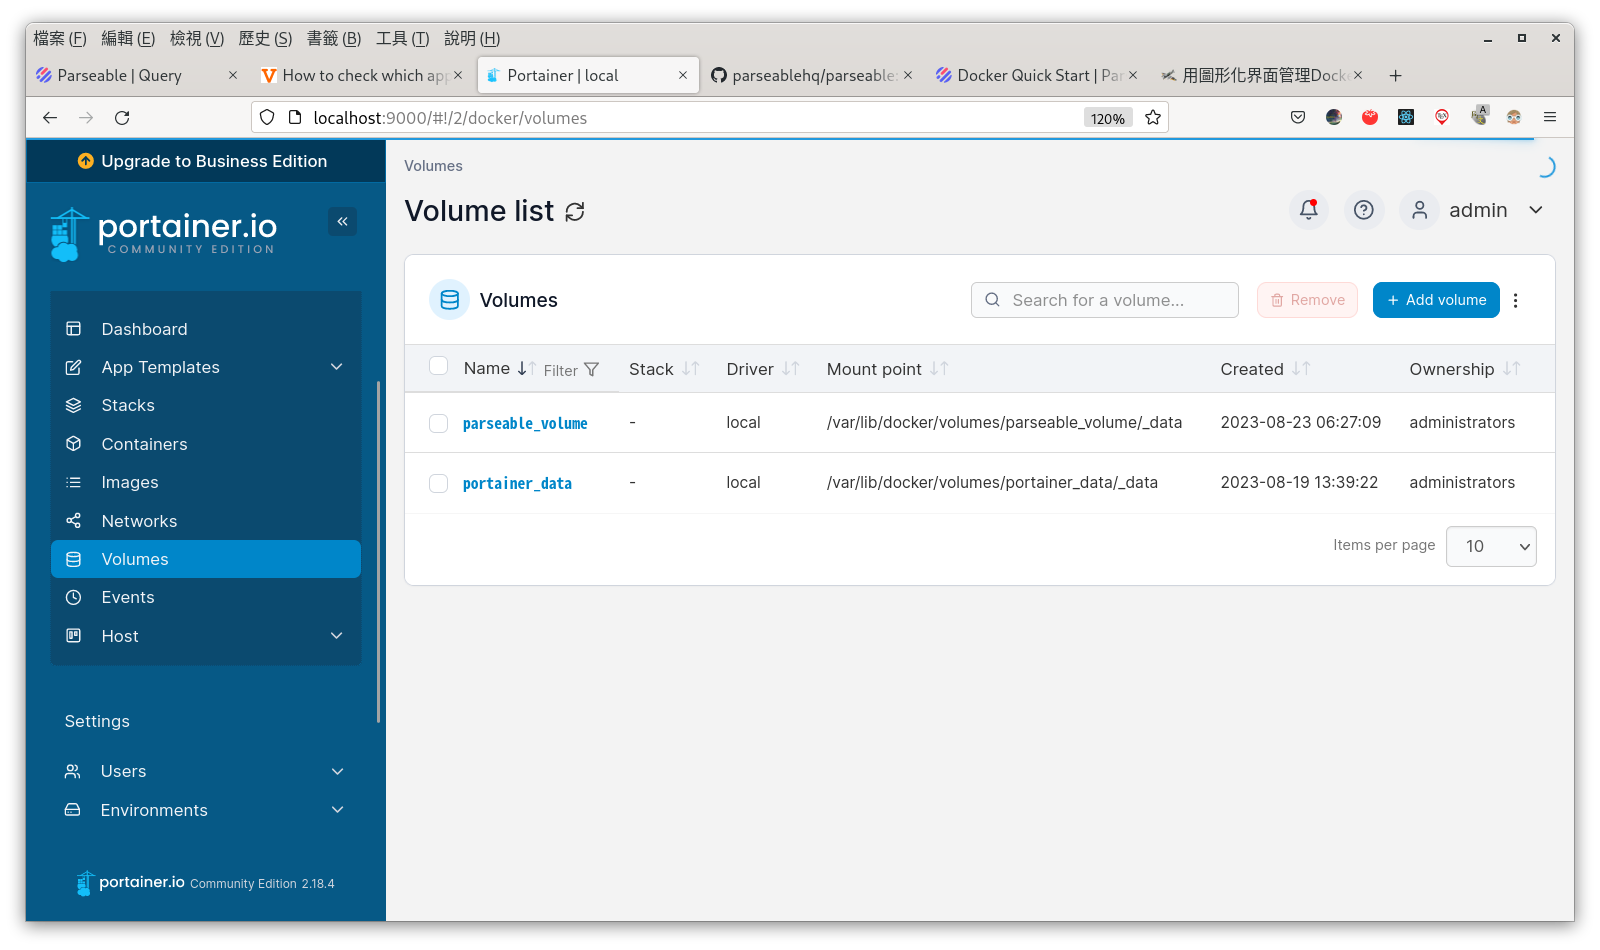 檔案 (F) 編輯 (E) 檢視 (V) 歷史 (S) 書籤 (B) 工具 (T) 說明 (H)
Parseable | Query How to check which app Portainer | local parseablehq/parseable: Docker Quick Start | Par 用圖形化界面管理Docke
localhost:9000/#!/2/docker/volumes 120%
Upgrade to Business Edition
portainer.io
COMMUNITY EDITION
Dashboard
App Templates
Stacks
Containers
Images
Networks
Volumes
Events
Host
Settings
Users
Environments
portainer.io Community Edition 2.18.4
Volumes
Volume list
admin
Volumes Search for a volume... Remove + Add volume
Name Filter Stack Driver Mount point Created Ownership
parseable_volume - local /var/lib/docker/volumes/parseable_volume/_data 2023-08-23 06:27:09 administrators
portainer_data - local /var/lib/docker/volumes/portainer_data/_data 2023-08-19 13:39:22 administrators
Items per page 10